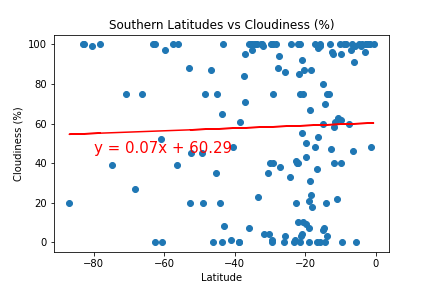 Southern Latitudes vs Cloudiness (%)
100
80
60
40
20
0
Cloudiness (%)
y = 0.07x + 60.29
−80
−60
−40
−20
0
Latitude